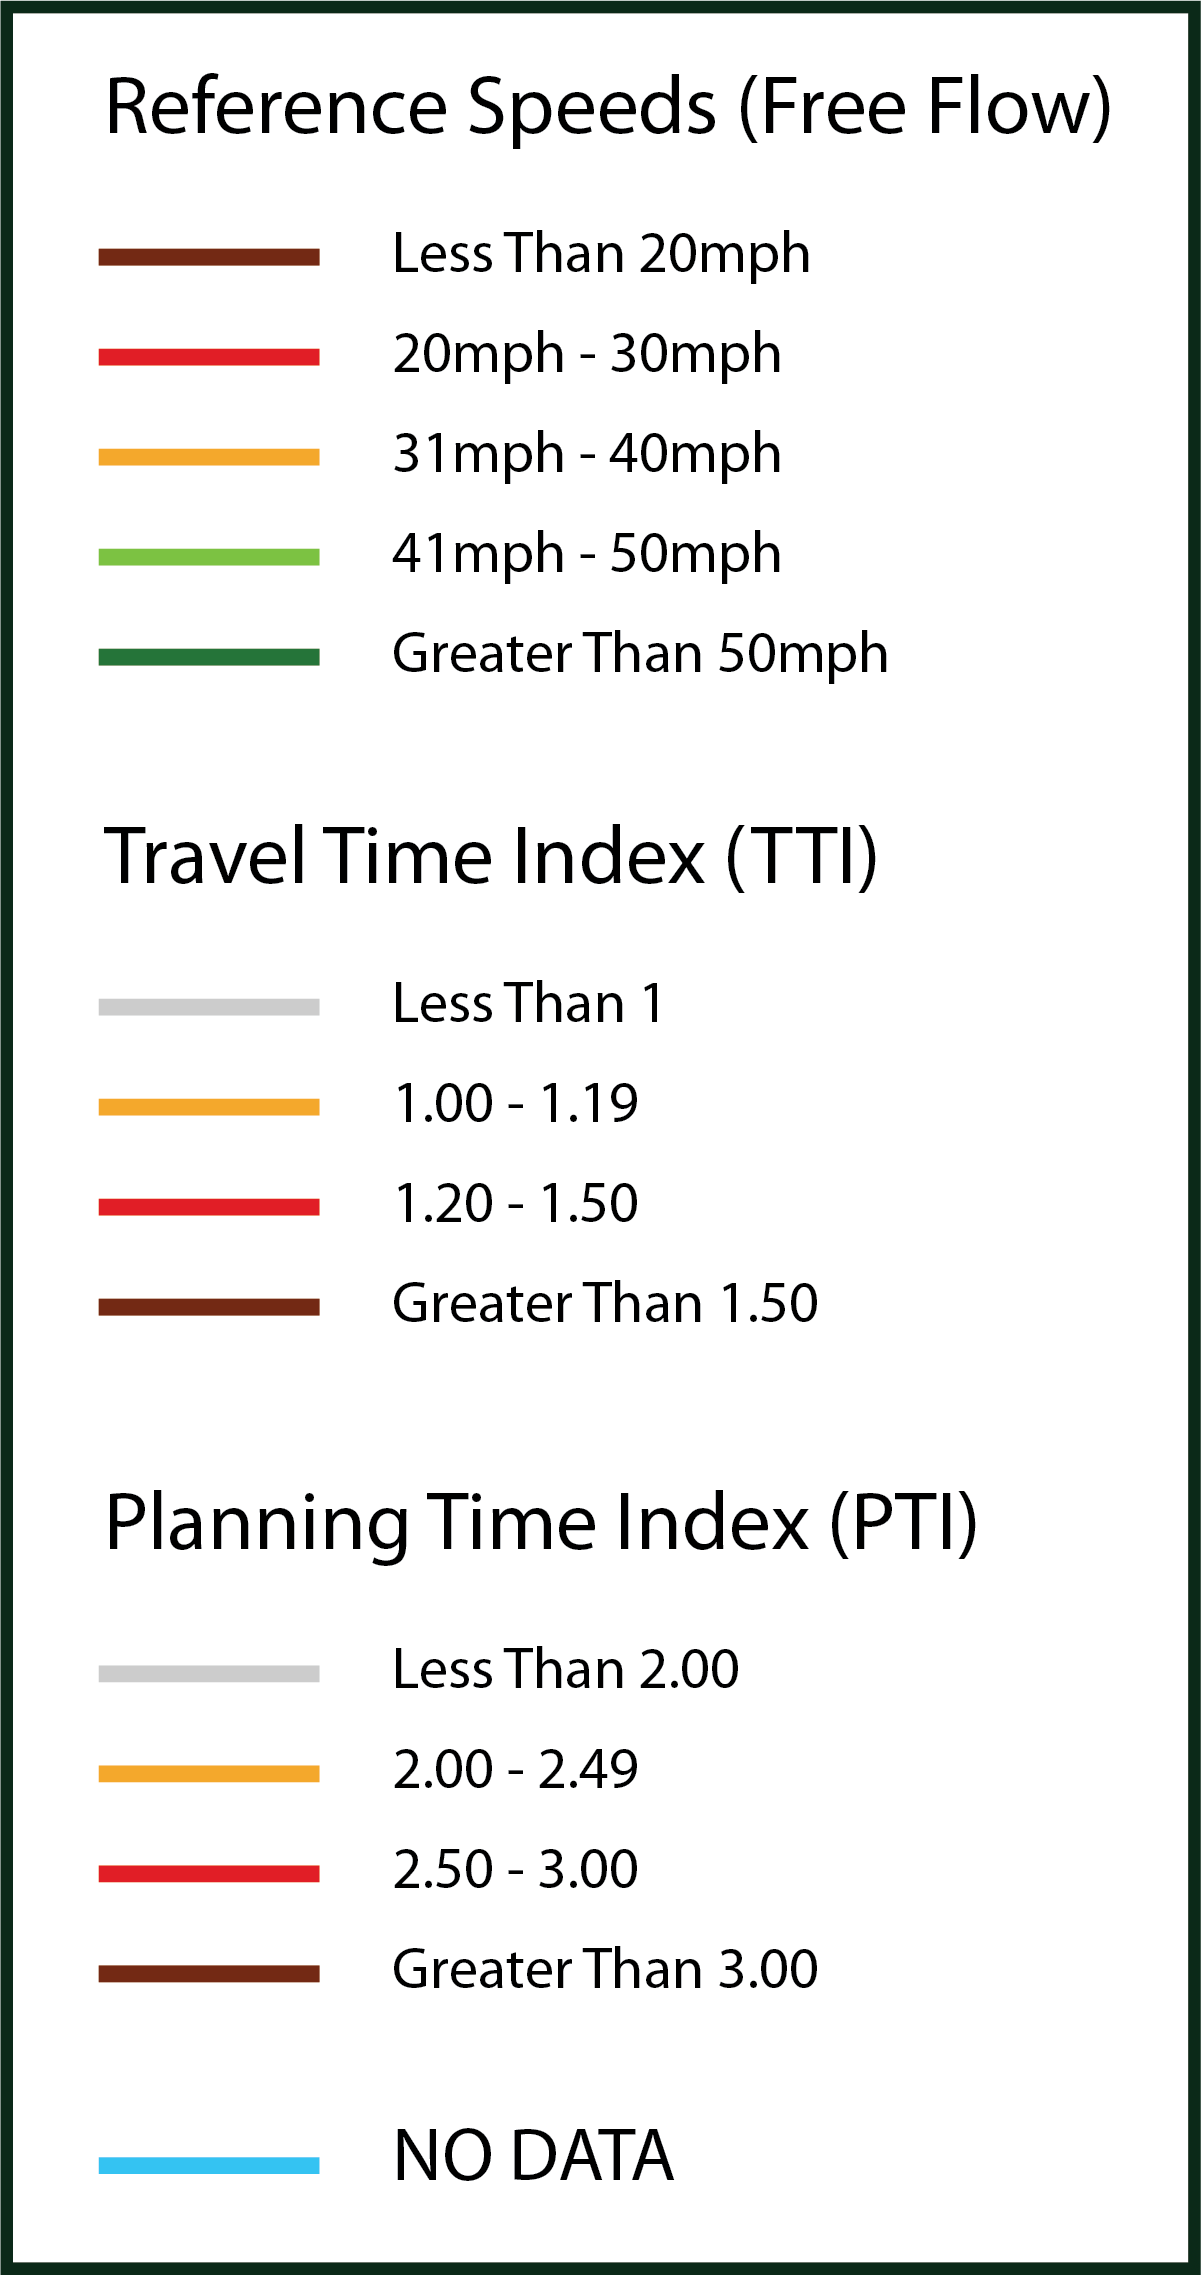 Reference Speeds (Free Flow)
Less Than 20mph
20mph - 30mph
31mph - 40mph
41mph - 50mph
Greater Than 50mph
Travel Time Index (TTI)
Less Than 1
1.00 - 1.19
1.20 - 1.50
Greater Than 1.50
Planning Time Index (PTI)
Less Than 2.00
2.00 - 2.49
2.50 - 3.00
Greater Than 3.00
NO DATA